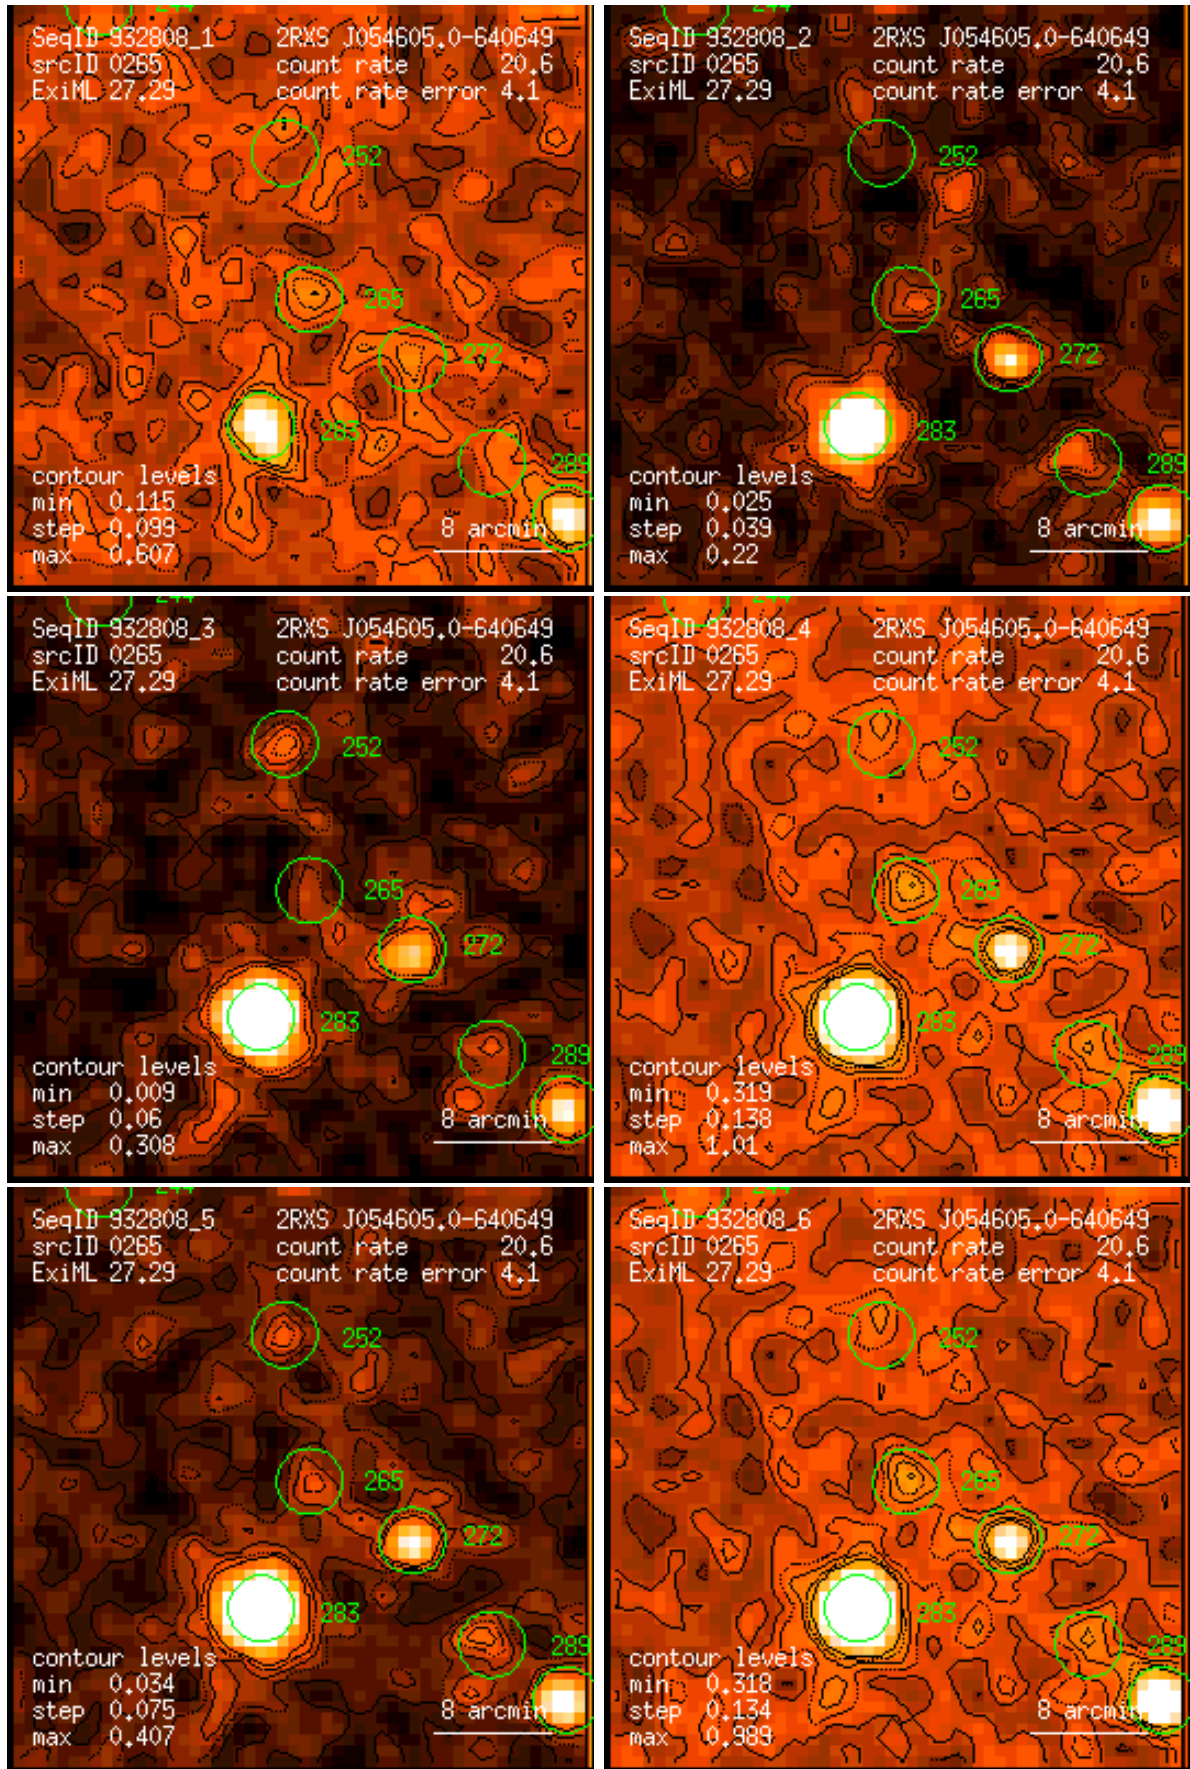 244
SeqID 932808_1 2RXS J054605.0-640649
srcID 0265 count rate 20.6
ExiML 27.29 count rate error 4.1
252
265
272
283
289
contour levels
min 0.115
step 0.099
max 0.607
8 arcmin
244
SeqID 932808_2 2RXS J054605.0-640649
srcID 0265 count rate 20.6
ExiML 27.29 count rate error 4.1
252
265
272
283
289
contour levels
min 0.025
step 0.039
max 0.22
8 arcmin
244
SeqID 932808_3 2RXS J054605.0-640649
srcID 0265 count rate 20.6
ExiML 27.29 count rate error 4.1
252
265
272
283
289
contour levels
min 0.009
step 0.06
max 0.308
8 arcmin
244
SeqID 932808_4 2RXS J054605.0-640649
srcID 0265 count rate 20.6
ExiML 27.29 count rate error 4.1
252
265
272
283
289
contour levels
min 0.319
step 0.138
max 1.01
8 arcmin
244
SeqID 932808_5 2RXS J054605.0-640649
srcID 0265 count rate 20.6
ExiML 27.29 count rate error 4.1
252
265
272
283
289
contour levels
min 0.034
step 0.075
max 0.407
8 arcmin
244
SeqID 932808_6 2RXS J054605.0-640649
srcID 0265 count rate 20.6
ExiML 27.29 count rate error 4.1
252
265
272
283
289
contour levels
min 0.318
step 0.134
max 0.989
8 arcmin